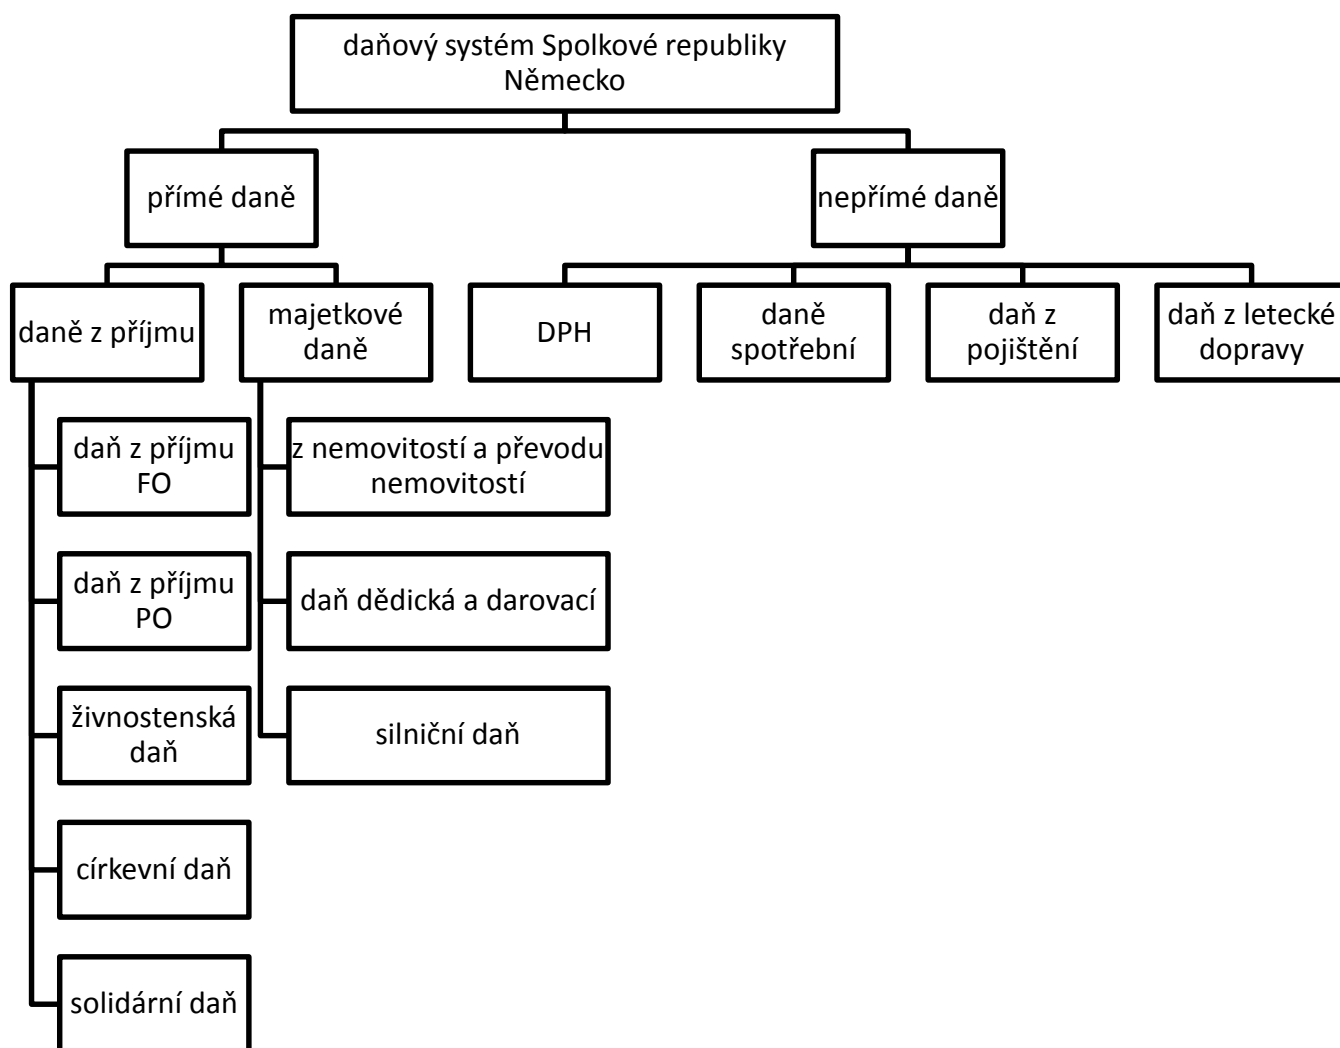 daňový systém Spolkové republiky
Německo
přímé daně
nepřímé daně
daně z příjmu
majetkové
daně
DPH
daně
spotřební
daň z
pojištění
daň z letecké
dopravy
daň z příjmu
FO
z nemovitostí a převodu
nemovitostí
daň z příjmu
PO
daň dědická a darovací
živnostenská
daň
silniční daň
církevní daň
solidární daň